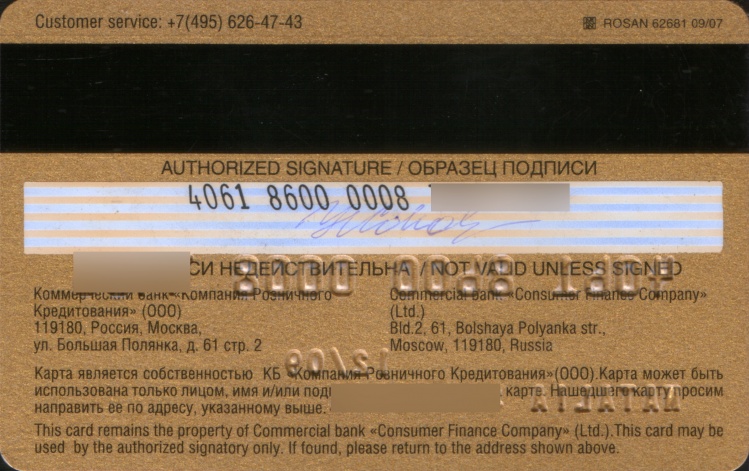 Customer service: +7(495) 626-47-43
ROSAN 62681 09/07
AUTHORIZED SIGNATURE / ОБРАЗЕЦ ПОДПИСИ
4061 8600 0008
СИ НЕДЕЙСТВИТЕЛЬНА / NOT VALID UNLESS SIGNED
Коммерческий банк «Компания Розничного
Кредитования» (ООО)
119180, Россия, Москва,
ул. Большая Полянка, д. 61 стр. 2
Commercial bank «Consumer Finance Company»
(Ltd.)
Bld.2, 61, Bolshaya Polyanka str.,
Moscow, 119180, Russia
Карта является собственностью КБ «Компания Розничного Кредитования»(ООО).Карта может быть
использована только лицом, имя и/или под карте. Нашедшего карту просим
направить ее по адресу, указанному выше.
This card remains the property of Commercial bank «Consumer Finance Company» (Ltd.).This card may be
used by the authorized signatory only. If found, please return to the address shown above.